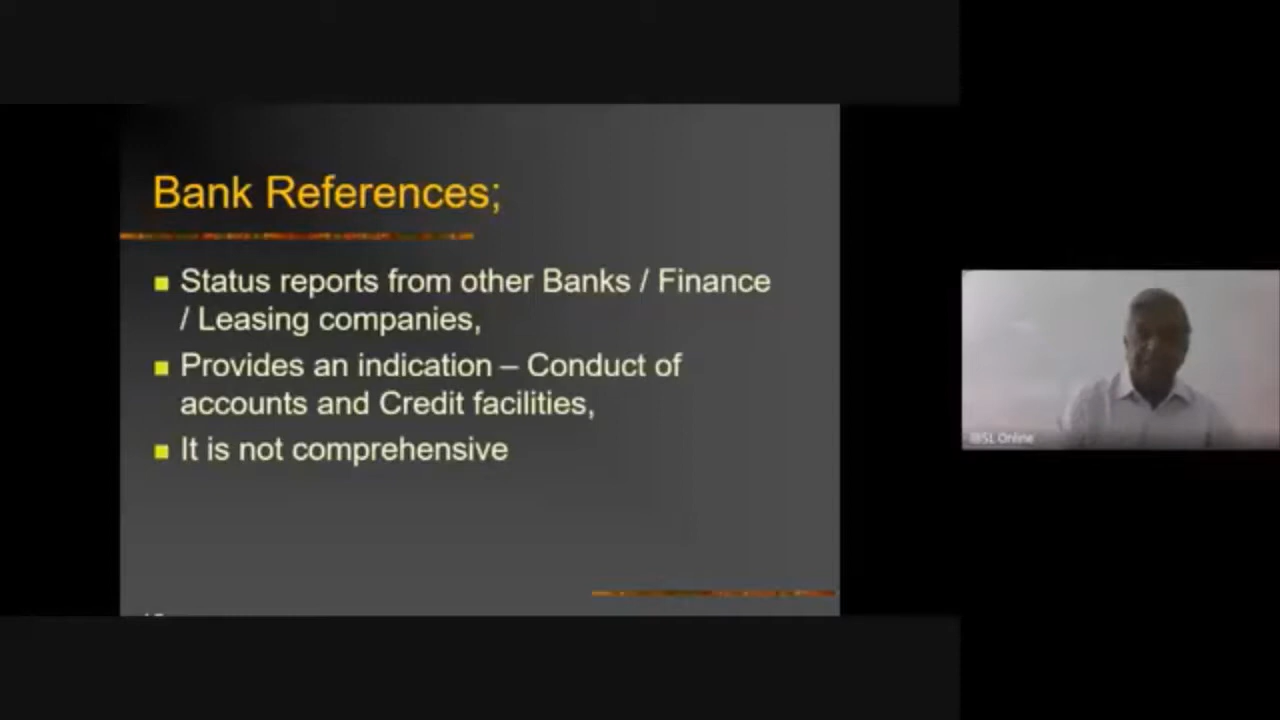 Bank References;
Status reports from other Banks / Finance
/ Leasing companies,
Provides an indication – Conduct of
accounts and Credit facilities,
It is not comprehensive
IBSL Online